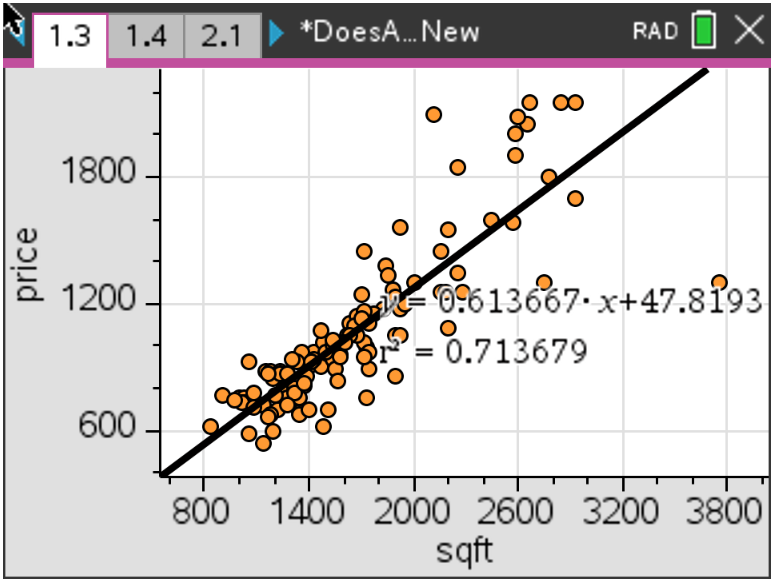 1.3 1.4 2.1 *DoesA…New RAD
1800
1200
600
price
y = 0.613667·x+47.8193
r² = 0.713679
800 1400 2000 2600 3200 3800
sqft